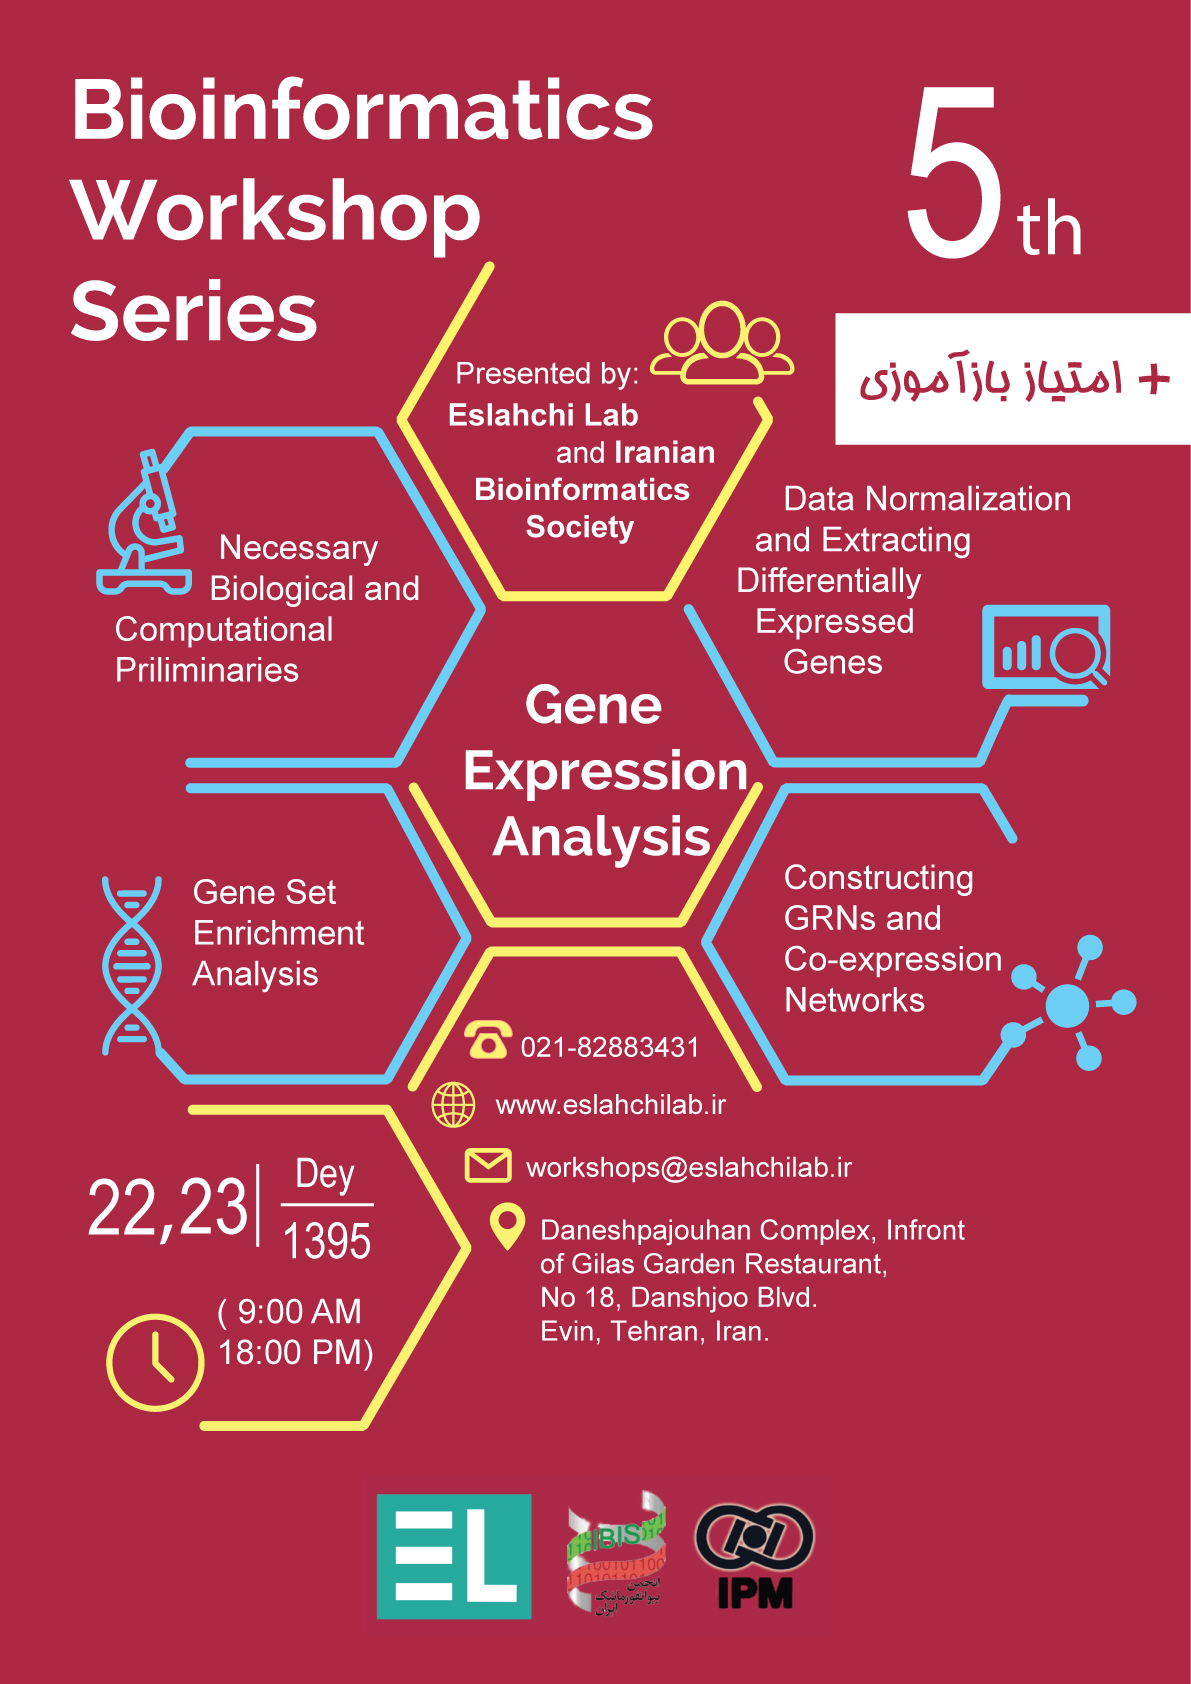 Bioinformatics
Workshop
Series
5th
+ امتیاز بازآموزی
Presented by:
Eslahchi Lab
and Iranian
Bioinformatics
Society
Necessary
Biological and
Computational
Priliminaries
Data Normalization
and Extracting
Differentially
Expressed
Genes
Gene
Expression
Analysis
Gene Set
Enrichment
Analysis
Constructing
GRNs and
Co-expression
Networks
021-82883431
www.eslahchilab.ir
workshops@eslahchilab.ir
Daneshpajouhan Complex, Infront
of Gilas Garden Restaurant,
No 18, Danshjoo Blvd.
Evin, Tehran, Iran.
22,23
Dey
1395
( 9:00 AM
18:00 PM)
EL
IBIS
انجمن
بیوانفورماتیک
ایران
IPM